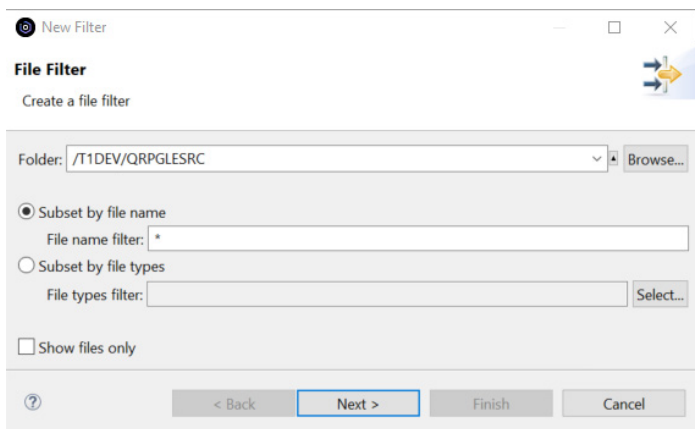 New Filter
File Filter
Create a file filter
Folder: /T1DEV/QRPGLESRC Browse...
Subset by file name
File name filter: *
Subset by file types
File types filter: Select...
Show files only
< Back Next > Finish Cancel